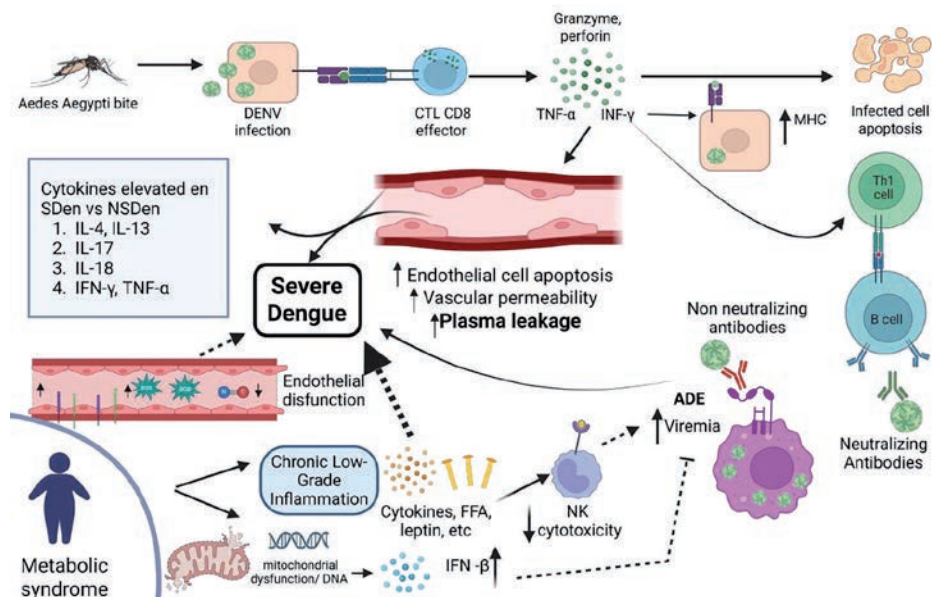 Granzyme,
perforin
Aedes Aegypti bite
DENV
infection
CTL CD8
effector
TNF-α
INF-γ
MHC
Infected cell
apoptosis
Cytokines elevated en
SDen vs NSDen
1. IL-4, IL-13
2. IL-17
3. IL-18
4. IFN-γ, TNF-α
Th1
cell
B cell
Severe
Dengue
Endothelial cell apoptosis
Vascular permeability
Plasma leakage
Non neutralizing
antibodies
Neutralizing
Antibodies
Endothelial
disfunction
ADE
Viremia
Chronic Low-
Grade
Inflammation
Cytokines, FFA,
leptin, etc
NK
cytotoxicity
mitochondrial
dysfunction/ DNA
IFN -β
Metabolic
syndrome